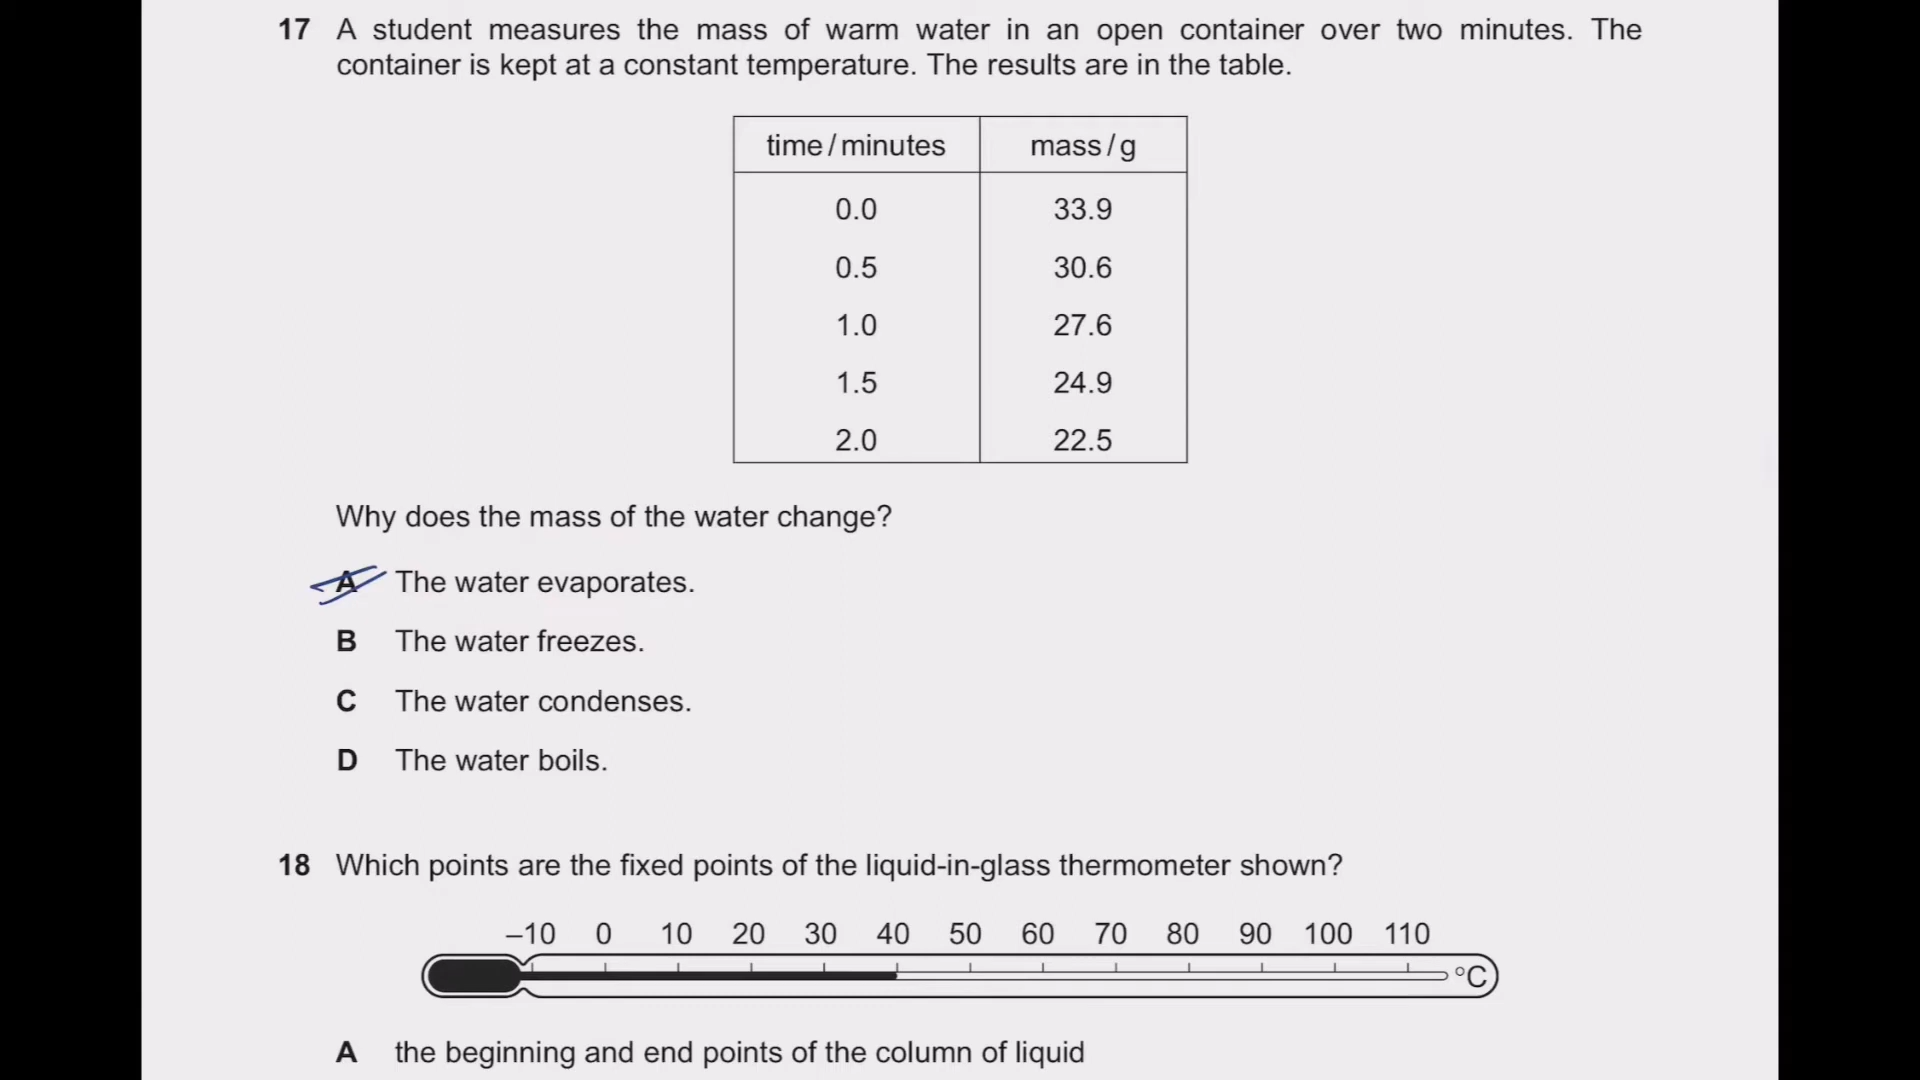 17 A student measures the mass of warm water in an open container over two minutes. The
container is kept at a constant temperature. The results are in the table.
time / minutes mass / g
0.0 33.9
0.5 30.6
1.0 27.6
1.5 24.9
2.0 22.5
Why does the mass of the water change?
A The water evaporates.
B The water freezes.
C The water condenses.
D The water boils.
18 Which points are the fixed points of the liquid-in-glass thermometer shown?
–10 0 10 20 30 40 50 60 70 80 90 100 110
°C
A the beginning and end points of the column of liquid